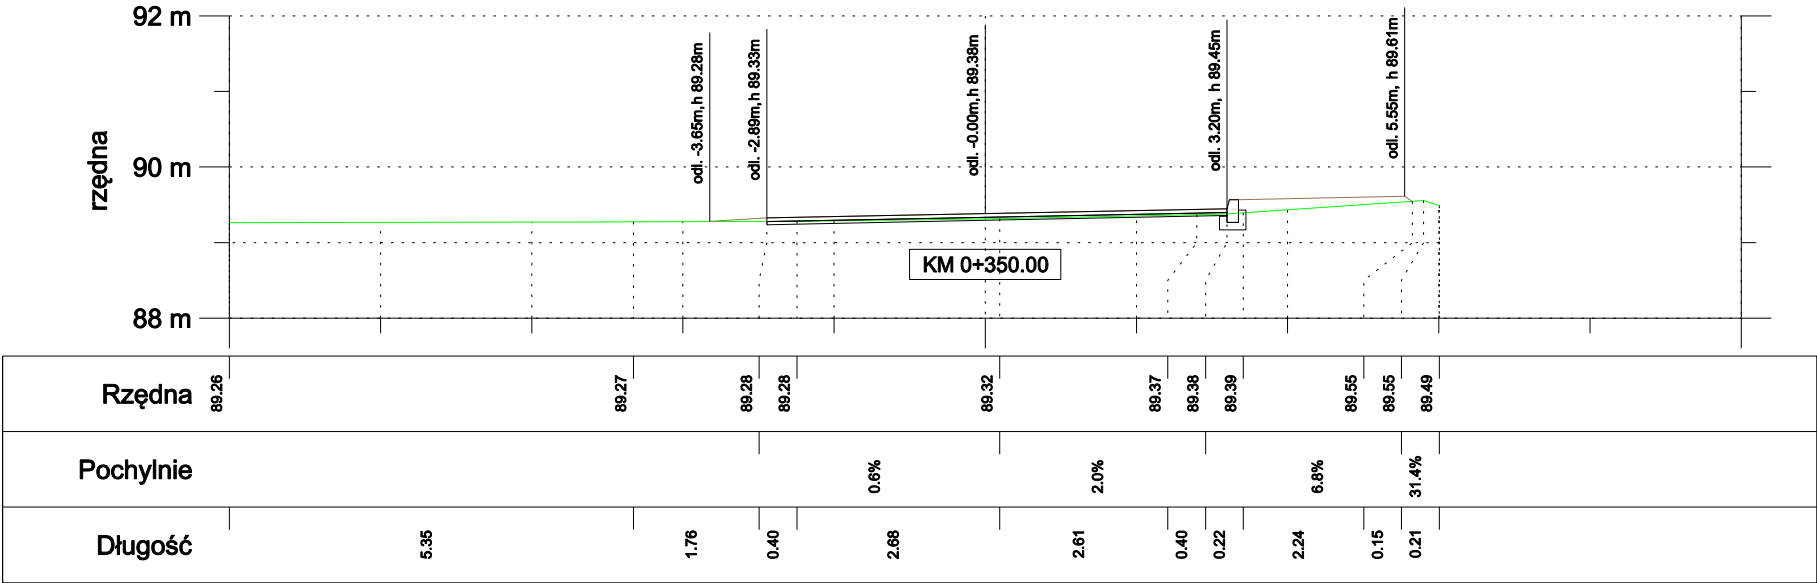 92 m
90 m
88 m
rzędna
odl. -3.65m,h 89.28m
odl. -2.89m,h 89.33m
odl. -0.00m,h 89.38m
odl. 3.20m, h 89.45m
odl. 5.55m, h 89.61m
KM 0+350.00
Rzędna 89.26 89.27 89.28 89.28 89.32 89.37 89.38 89.39 89.55 89.55 89.49
Pochylnie 0.6% 2.0% 6.8% 31.4%
Długość 5.35 1.76 0.40 2.68 2.61 0.40 0.22 2.24 0.15 0.21